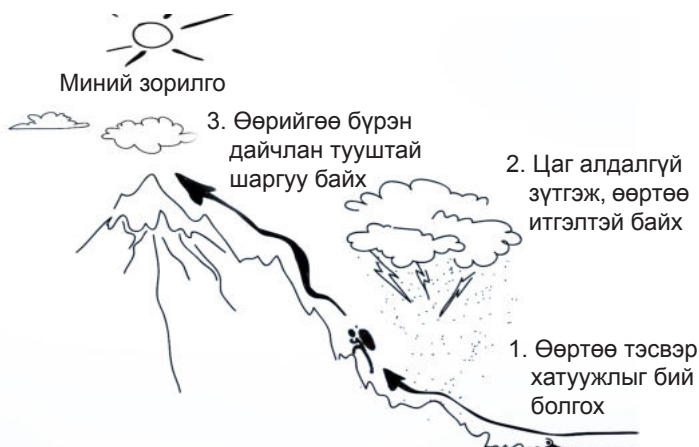 Миний зорилго
3. Өөрийгөө бүрэн
дайчлан тууштай
шаргуу байх
2. Цаг алдалгүй
зүтгэж, өөртөө
итгэлтэй байх
1. Өөртөө тэсвэр
хатуужлыг бий
болгох